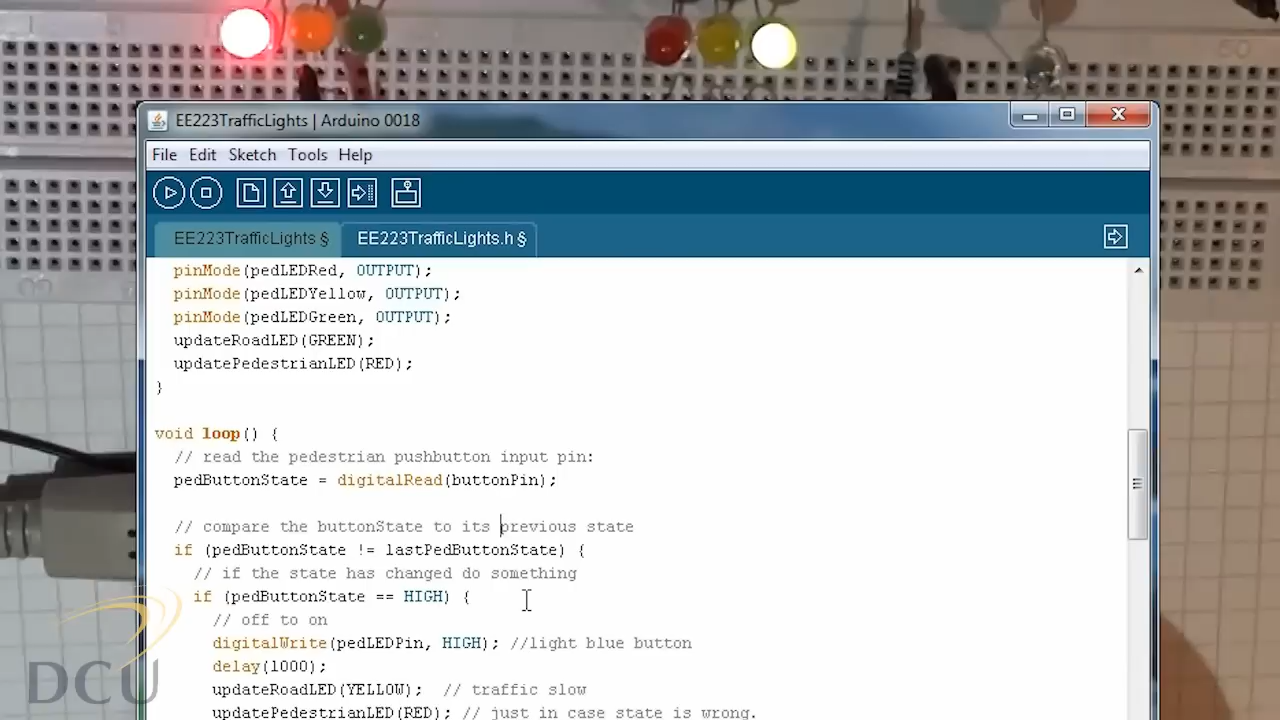 60
EE223TrafficLights | Arduino 0018
File Edit Sketch Tools Help
EE223TrafficLights § EE223TrafficLights.h §
pinMode(pedLEDRed, OUTPUT);
pinMode(pedLEDYellow, OUTPUT);
pinMode(pedLEDGreen, OUTPUT);
updateRoadLED(GREEN);
updatePedestrianLED(RED);
}
void loop() {
// read the pedestrian pushbutton input pin:
pedButtonState = digitalRead(buttonPin);
// compare the buttonState to its previous state
if (pedButtonState != lastPedButtonState) {
// if the state has changed do something
if (pedButtonState == HIGH) {
// off to on
digitalWrite(pedLEDPin, HIGH); //light blue button
delay(1000);
updateRoadLED(YELLOW); // traffic slow
updatePedestrianLED(RED); // just in case state is wrong.
DCU